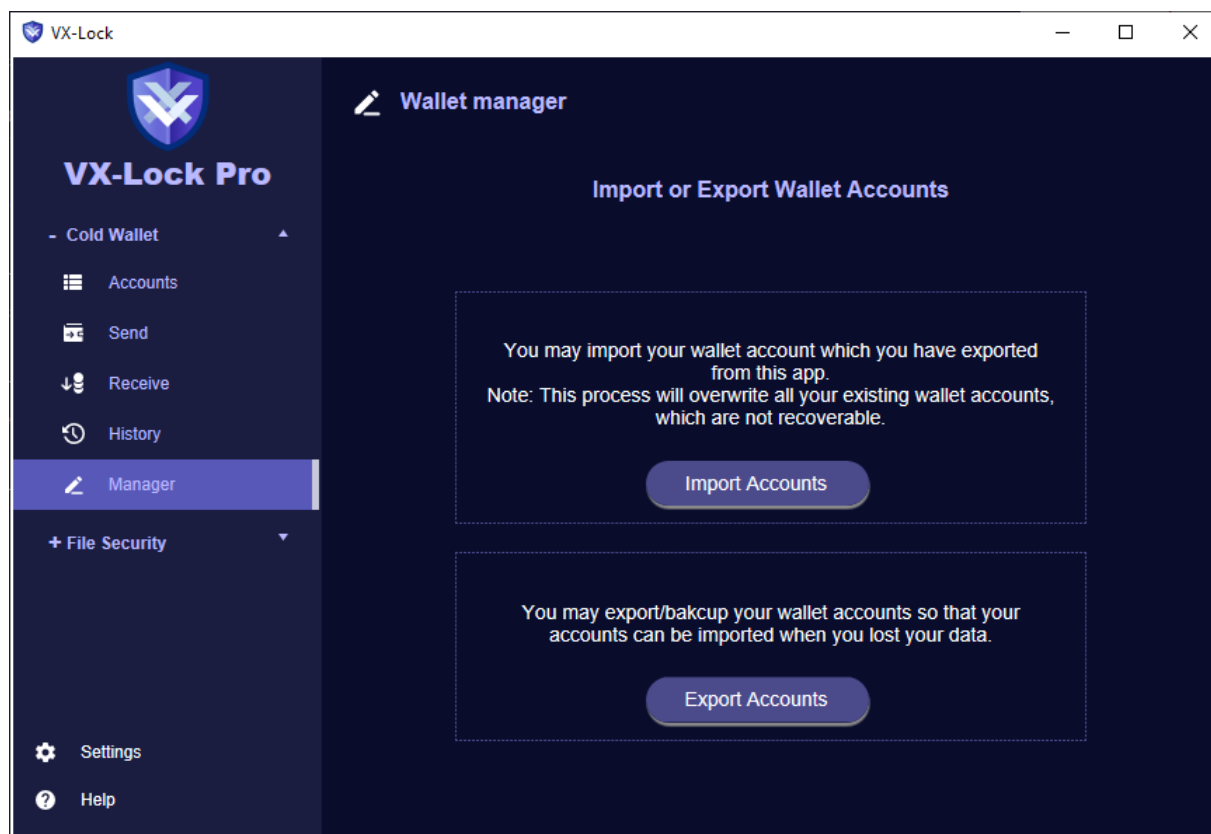 VX-Lock
VX-Lock Pro
- Cold Wallet
Accounts
Send
Receive
History
Manager
+ File Security
Settings
Help
Wallet manager
Import or Export Wallet Accounts
You may import your wallet account which you have exported
from this app.
Note: This process will overwrite all your existing wallet accounts,
which are not recoverable.
Import Accounts
You may export/bakcup your wallet accounts so that your
accounts can be imported when you lost your data.
Export Accounts